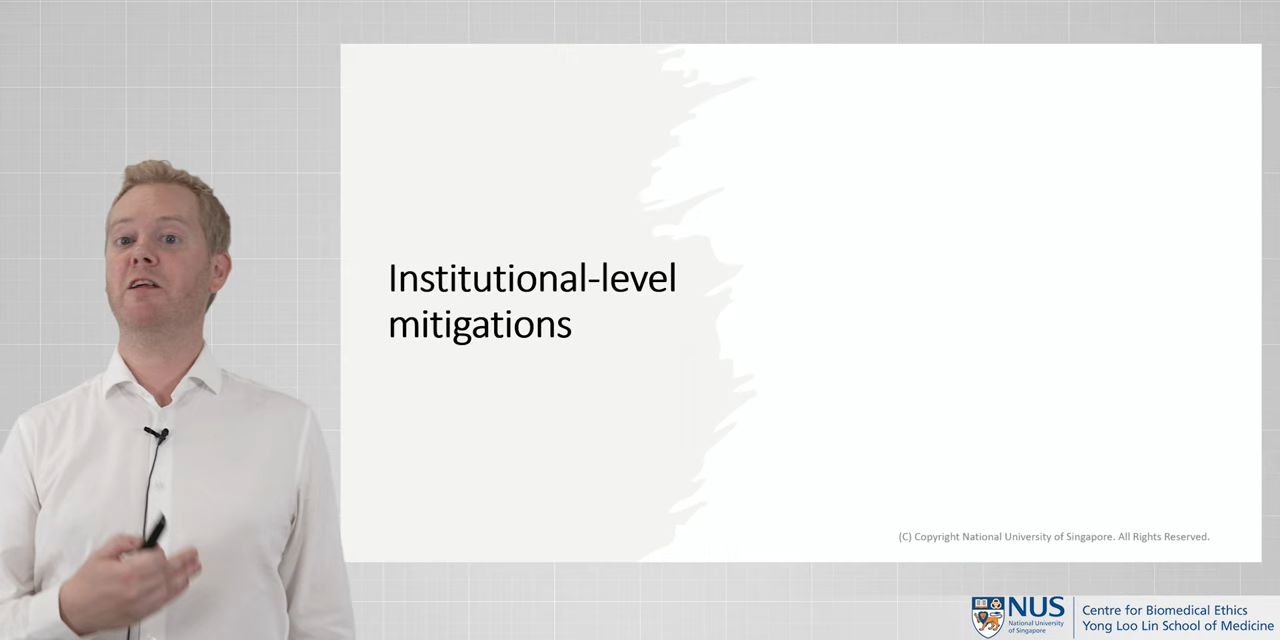 Institutional-level
mitigations
(C) Copyright National University of Singapore. All Rights Reserved.
NUS
National University
of Singapore
Centre for Biomedical Ethics
Yong Loo Lin School of Medicine